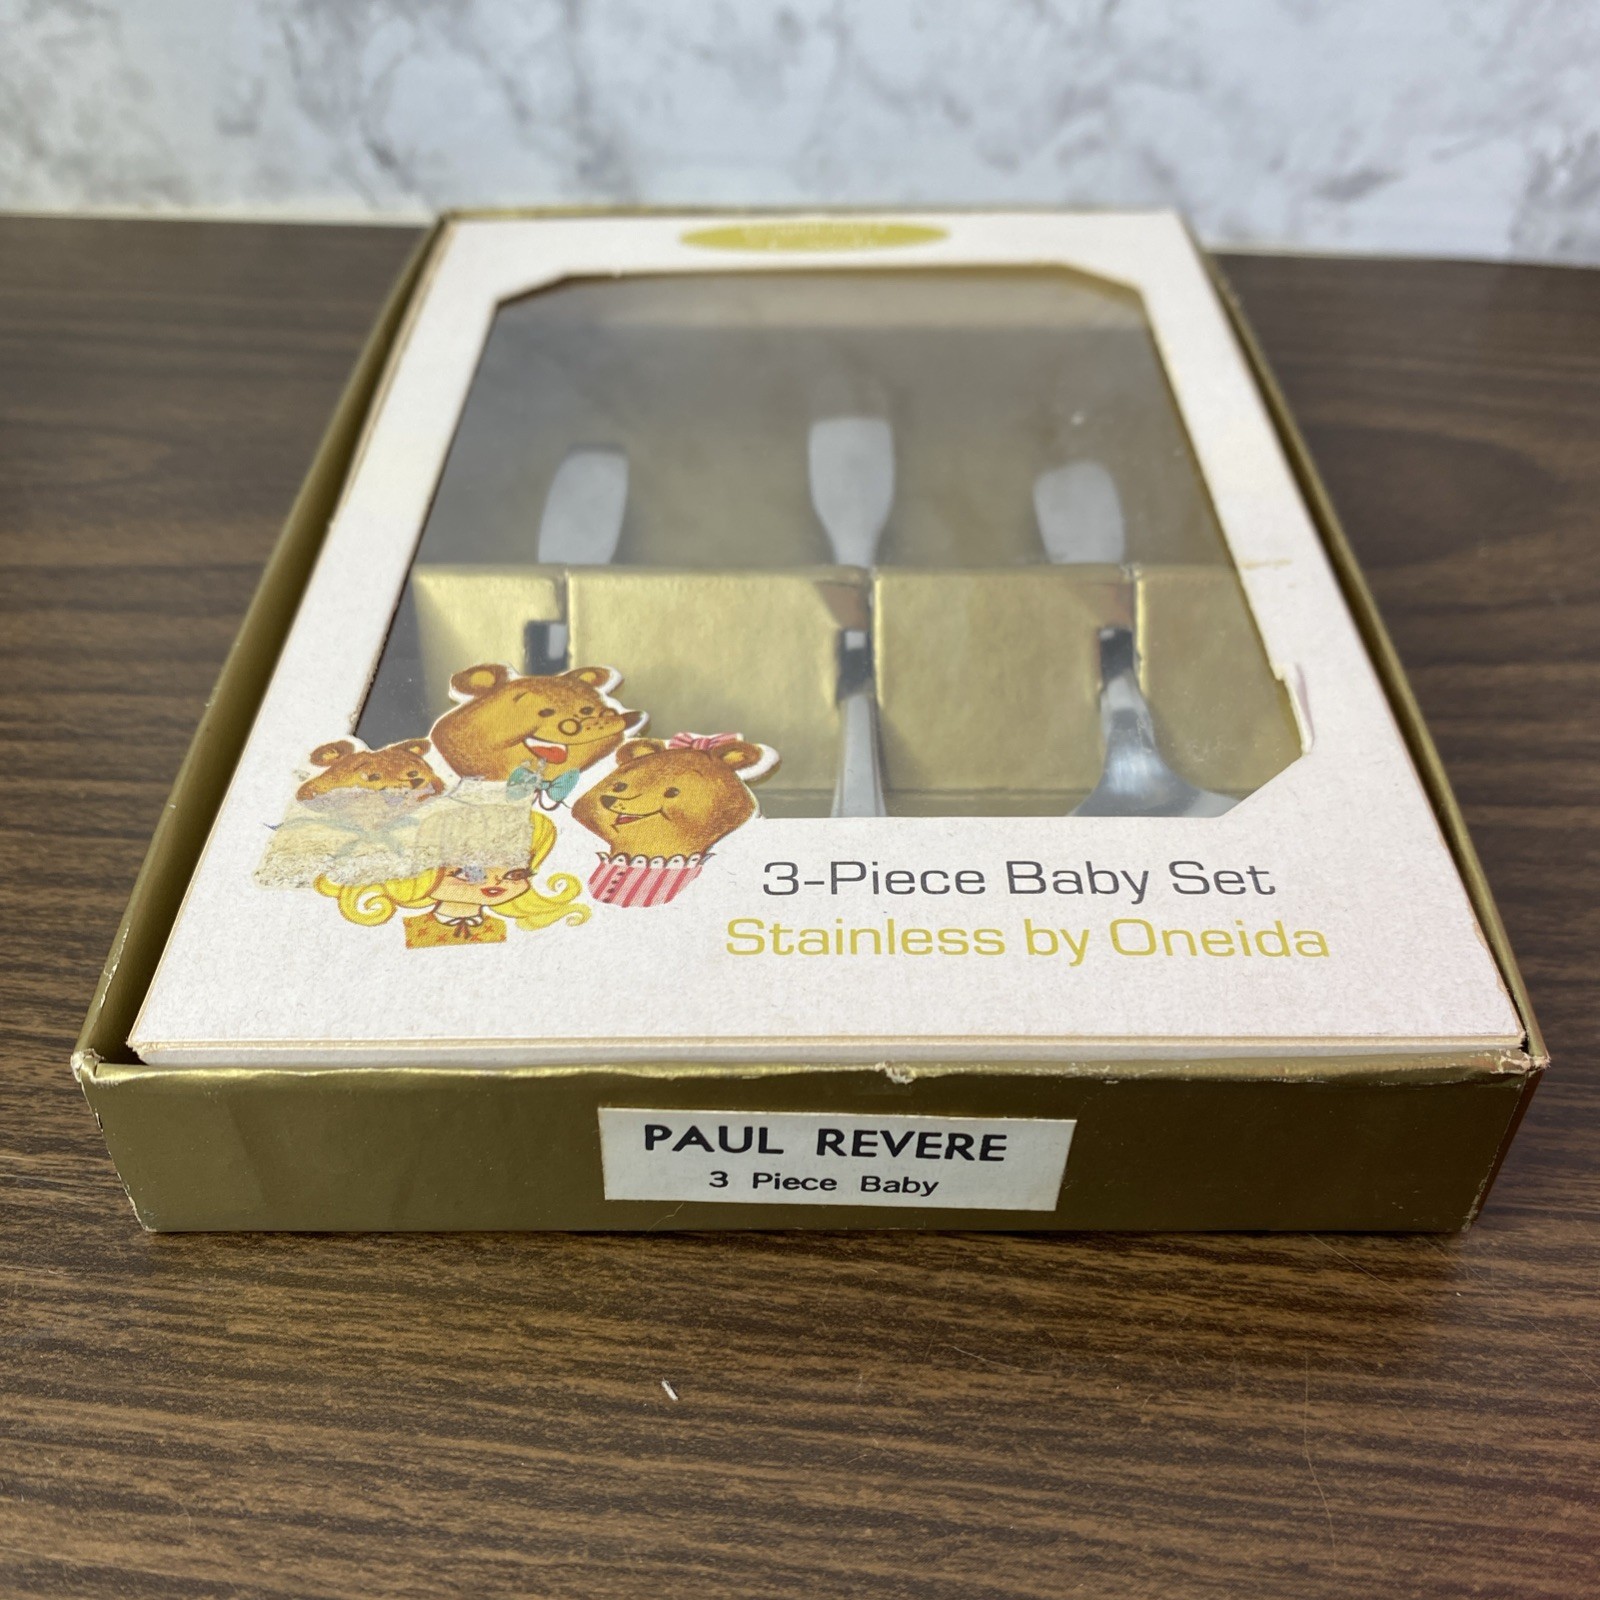 3-Piece Baby Set
Stainless by Oneida
PAUL REVERE
3 Piece Baby